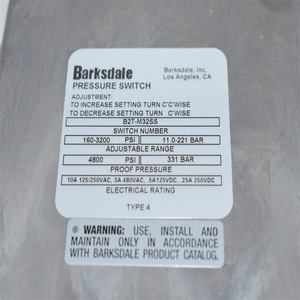 Barksdale
PRESSURE SWITCH
Barksdale, Inc.
Los Angeles, CA
ADJUSTMENT:
TO INCREASE SETTING TURN C'C'WISE
TO DECREASE SETTING TURN C'WISE
B2T-M32SS
SWITCH NUMBER
160-3200 PSI 11.0-221 BAR
ADJUSTABLE RANGE
4800 PSI 331 BAR
PROOF PRESSURE
10A 125/250VAC, 3A 480VAC, .5A125VDC, .25A 250VDC
ELECTRICAL RATING
TYPE 4
WARNING: USE, INSTALL AND
MAINTAIN ONLY IN ACCORDANCE
WITH BARKSDALE PRODUCT CATALOG.